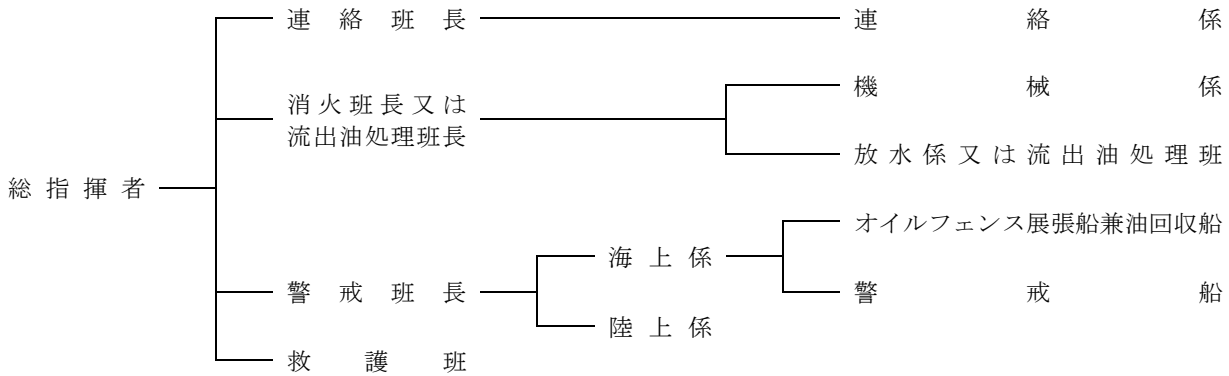 連絡班長
連絡係
機械係
消火班長又は
流出油処理班長
放水係又は流出油処理班
総指揮者
オイルフェンス展張船兼油回収船
海上係
警戒班長
警戒船
陸上係
救護班